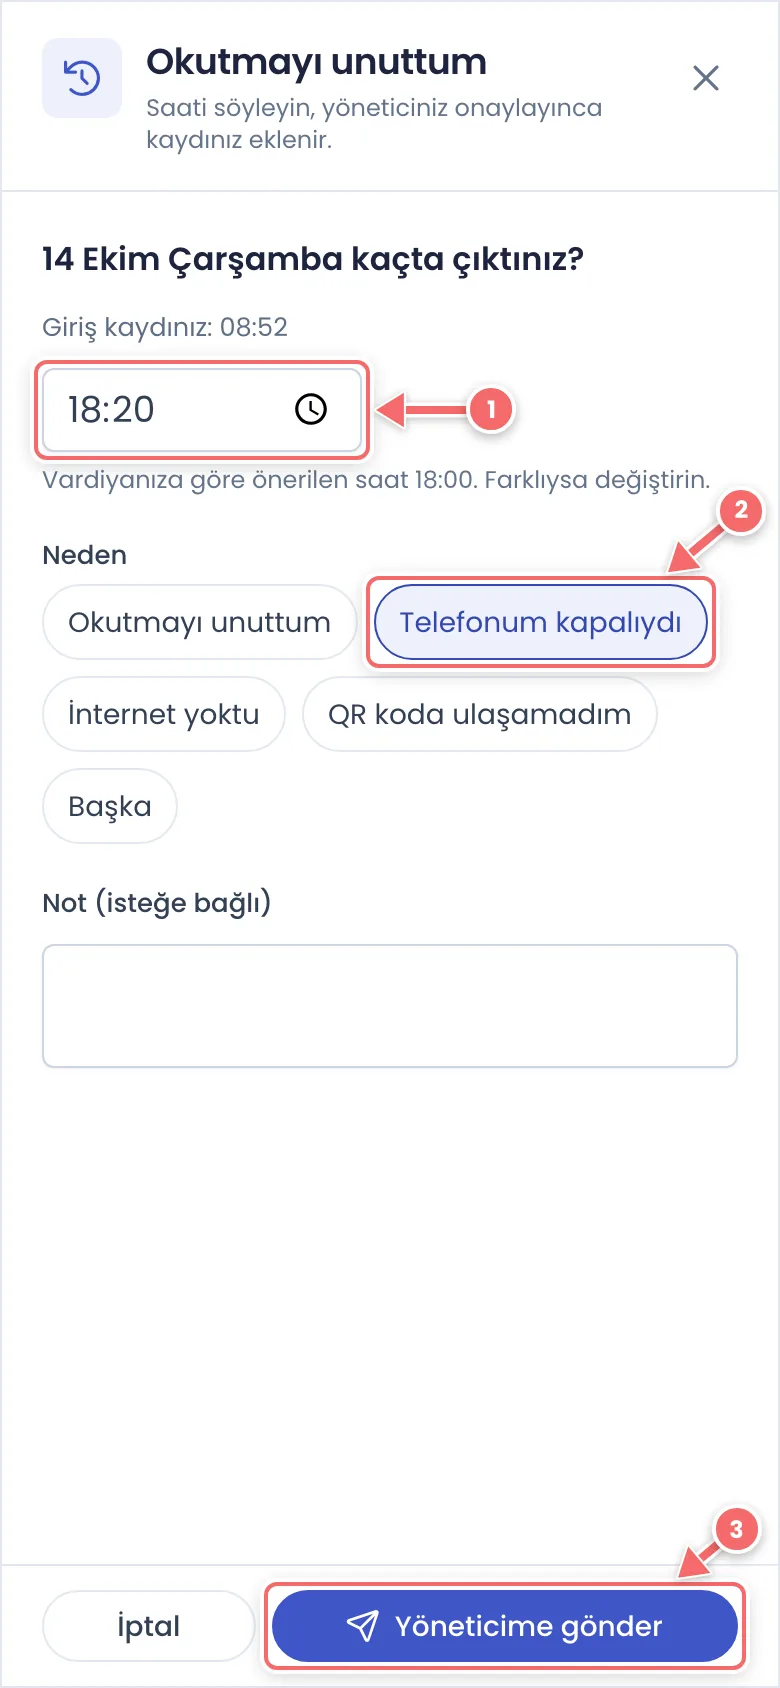 Okutmayı unuttum
Saati söyleyin, yöneticiniz onaylayınca
kaydınız eklenir.
14 Ekim Çarşamba kaçta çıktınız?
Giriş kaydınız: 08:52
18:20
1
Vardiyanıza göre önerilen saat 18:00. Farklıysa değiştirin.
2
Neden
Okutmayı unuttum
Telefonum kapalıydı
İnternet yoktu
QR koda ulaşamadım
Başka
Not (isteğe bağlı)
3
İptal
Yöneticime gönder